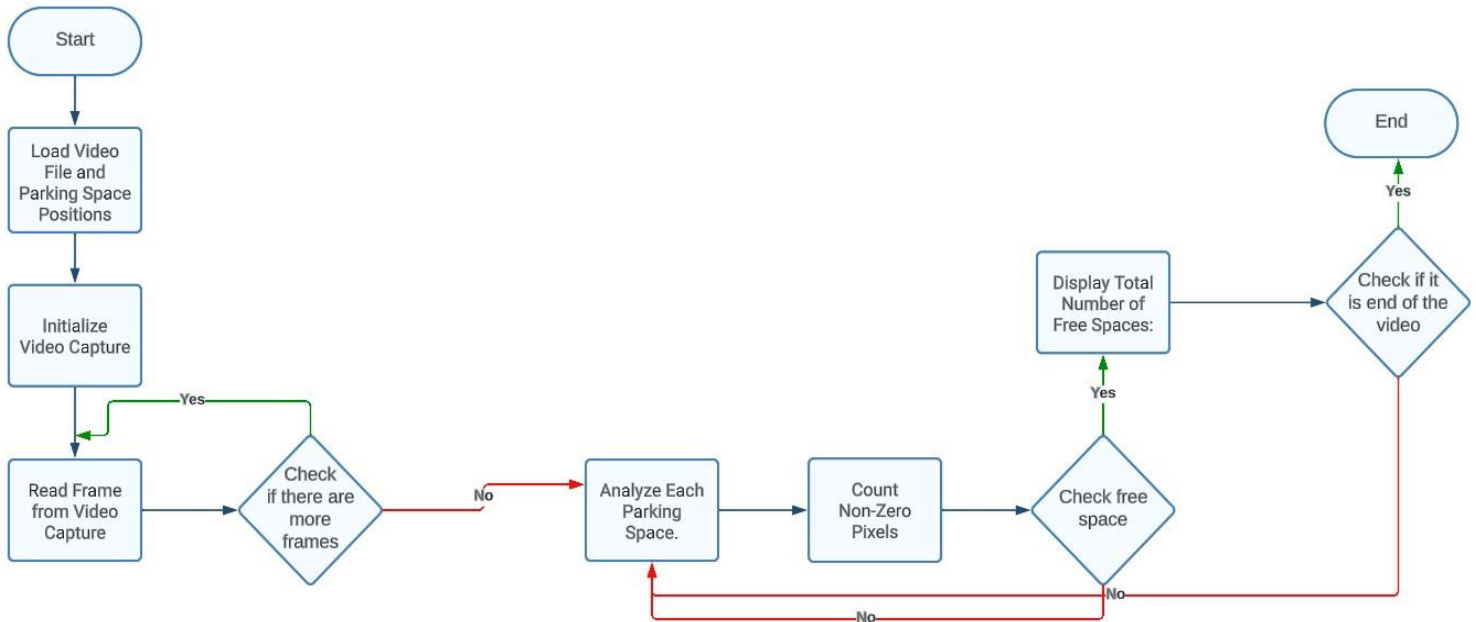 Start
Load Video
File and
Parking Space
Positions
Initialize
Video Capture
Yes
Read Frame
from Video
Capture
Check
if there are
more
frames
No
Analyze Each
Parking
Space.
Count
Non-Zero
Pixels
Check free
space
Yes
No
Display Total
Number of
Free Spaces:
Check if it
is end of the
video
No
Yes
End